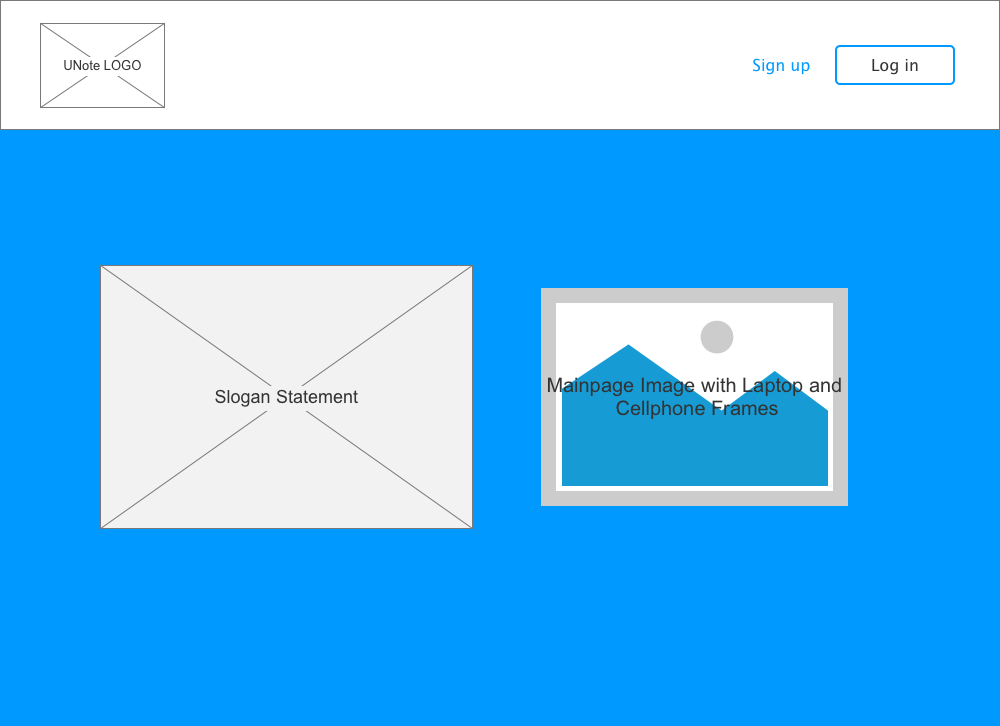 UNote LOGO
Sign up
Log in
Slogan Statement
Mainpage Image with Laptop and
Cellphone Frames